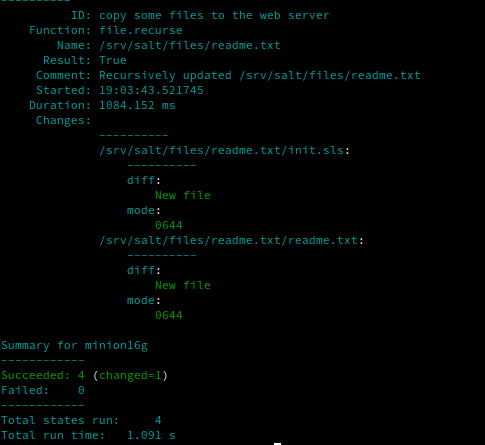 ----------
ID: copy some files to the web server
Function: file.recurse
Name: /srv/salt/files/readme.txt
Result: True
Comment: Recursively updated /srv/salt/files/readme.txt
Started: 19:03:43.521745
Duration: 1084.152 ms
Changes:
----------
/srv/salt/files/readme.txt/init.sls:
----------
diff:
New file
mode:
0644
/srv/salt/files/readme.txt/readme.txt:
----------
diff:
New file
mode:
0644
Summary for minion16g
------------
Succeeded: 4 (changed=1)
Failed: 0
------------
Total states run: 4
Total run time: 1.091 s